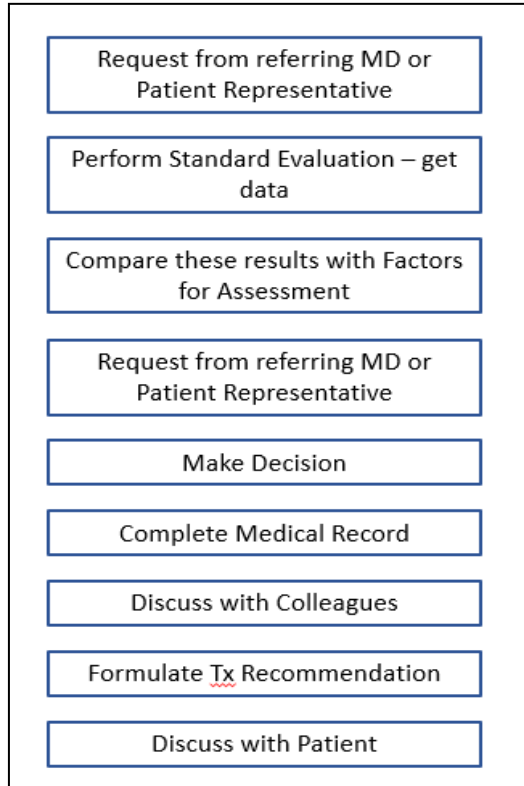 Request from referring MD or
Patient Representative
Perform Standard Evaluation – get
data
Compare these results with Factors
for Assessment
Request from referring MD or
Patient Representative
Make Decision
Complete Medical Record
Discuss with Colleagues
Formulate Tx Recommendation
Discuss with Patient